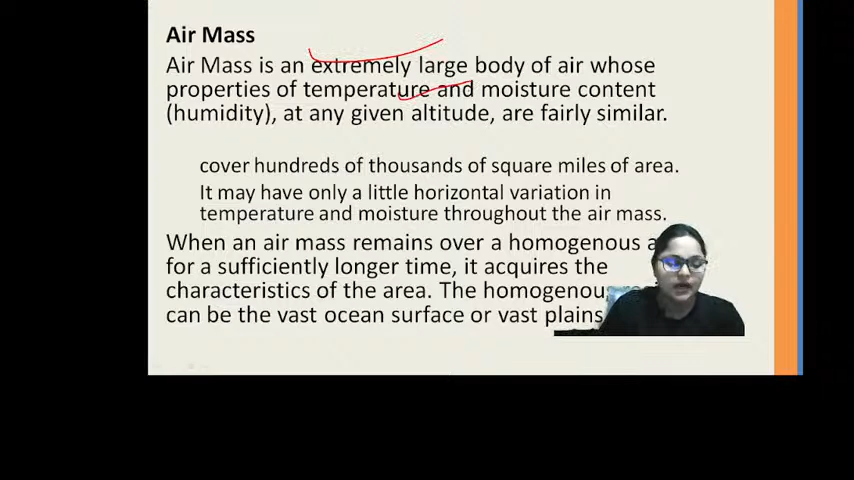 Air Mass
Air Mass is an extremely large body of air whose
properties of temperature and moisture content
(humidity), at any given altitude, are fairly similar.
cover hundreds of thousands of square miles of area.
It may have only a little horizontal variation in
temperature and moisture throughout the air mass.
When an air mass remains over a homogenous
for a sufficiently longer time, it acquires the
characteristics of the area. The homogenous
can be the vast ocean surface or vast plains